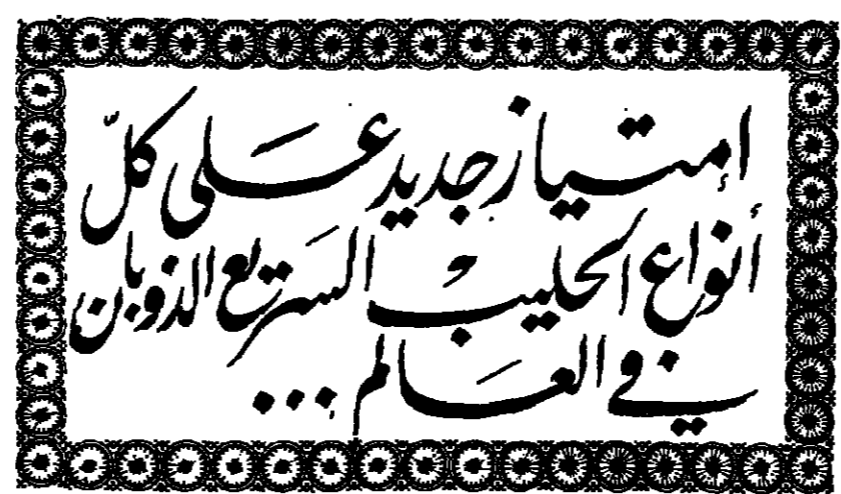 إمتياز جديد على كلّ
أنواع الحليب السريع الذوبان
في العالم ...